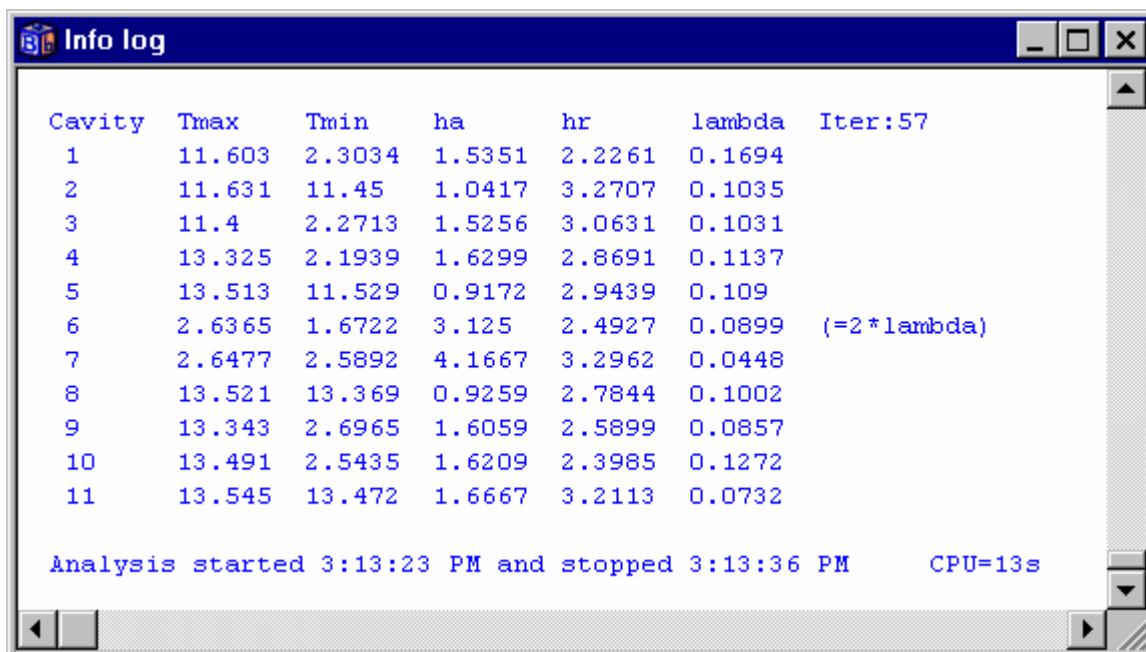 Info log
Cavity Tmax Tmin ha hr lambda Iter:57
1 11.603 2.3034 1.5351 2.2261 0.1694
2 11.631 11.45 1.0417 3.2707 0.1035
3 11.4 2.2713 1.5256 3.0631 0.1031
4 13.325 2.1939 1.6299 2.8691 0.1137
5 13.513 11.529 0.9172 2.9439 0.109
6 2.6365 1.6722 3.125 2.4927 0.0899 (=2*lambda)
7 2.6477 2.5892 4.1667 3.2962 0.0448
8 13.521 13.369 0.9259 2.7844 0.1002
9 13.343 2.6965 1.6059 2.5899 0.0857
10 13.491 2.5435 1.6209 2.3985 0.1272
11 13.545 13.472 1.6667 3.2113 0.0732
Analysis started 3:13:23 PM and stopped 3:13:36 PM CPU=13s